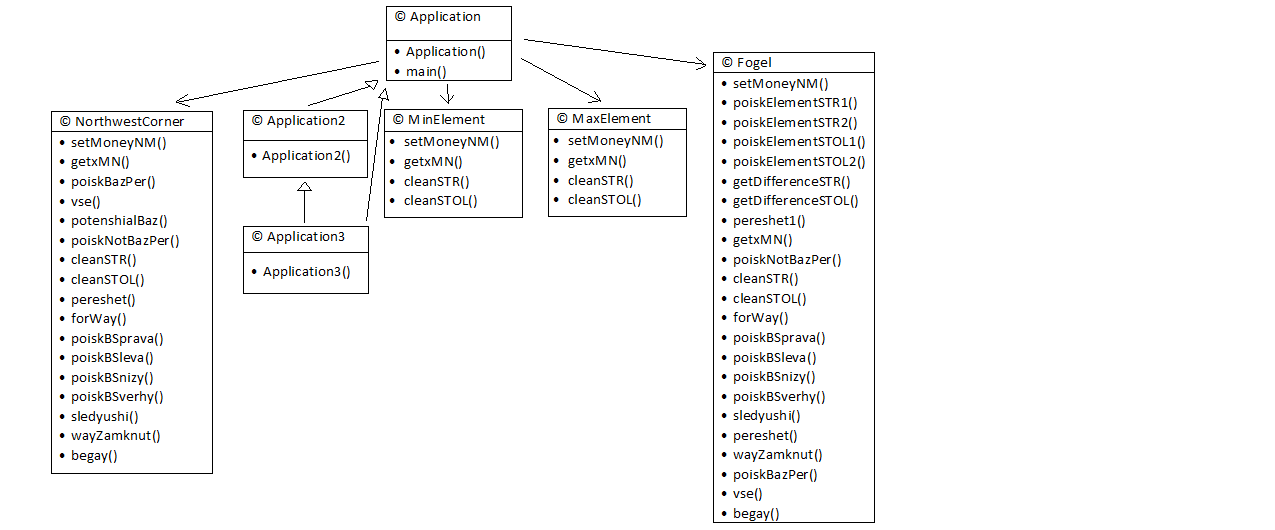 © Application
• Application()
• main()
© NorthwestCorner
• setMoneyNM()
• getxMN()
• poiskBazPer()
• vse()
• potenshialBaz()
• poiskNotBazPer()
• cleanSTR()
• cleanSTOL()
• pereshet()
• forWay()
• poiskBSprava()
• poiskBSleva()
• poiskBSnizy()
• poiskBSverhy()
• sledyushi()
• wayZamknut()
• begay()
© Application2
• Application2()
© Application3
• Application3()
© MinElement
• setMoneyNM()
• getxMN()
• cleanSTR()
• cleanSTOL()
© MaxElement
• setMoneyNM()
• getxMN()
• cleanSTR()
• cleanSTOL()
© Fogel
• setMoneyNM()
• poiskElementSTR1()
• poiskElementSTR2()
• poiskElementSTOL1()
• poiskElementSTOL2()
• getDifferenceSTR()
• getDifferenceSTOL()
• pereshet1()
• getxMN()
• poiskNotBazPer()
• cleanSTR()
• cleanSTOL()
• forWay()
• poiskBSprava()
• poiskBSleva()
• poiskBSnizy()
• poiskBSverhy()
• sledyushi()
• pereshet()
• wayZamknut()
• poiskBazPer()
• vse()
• begay()